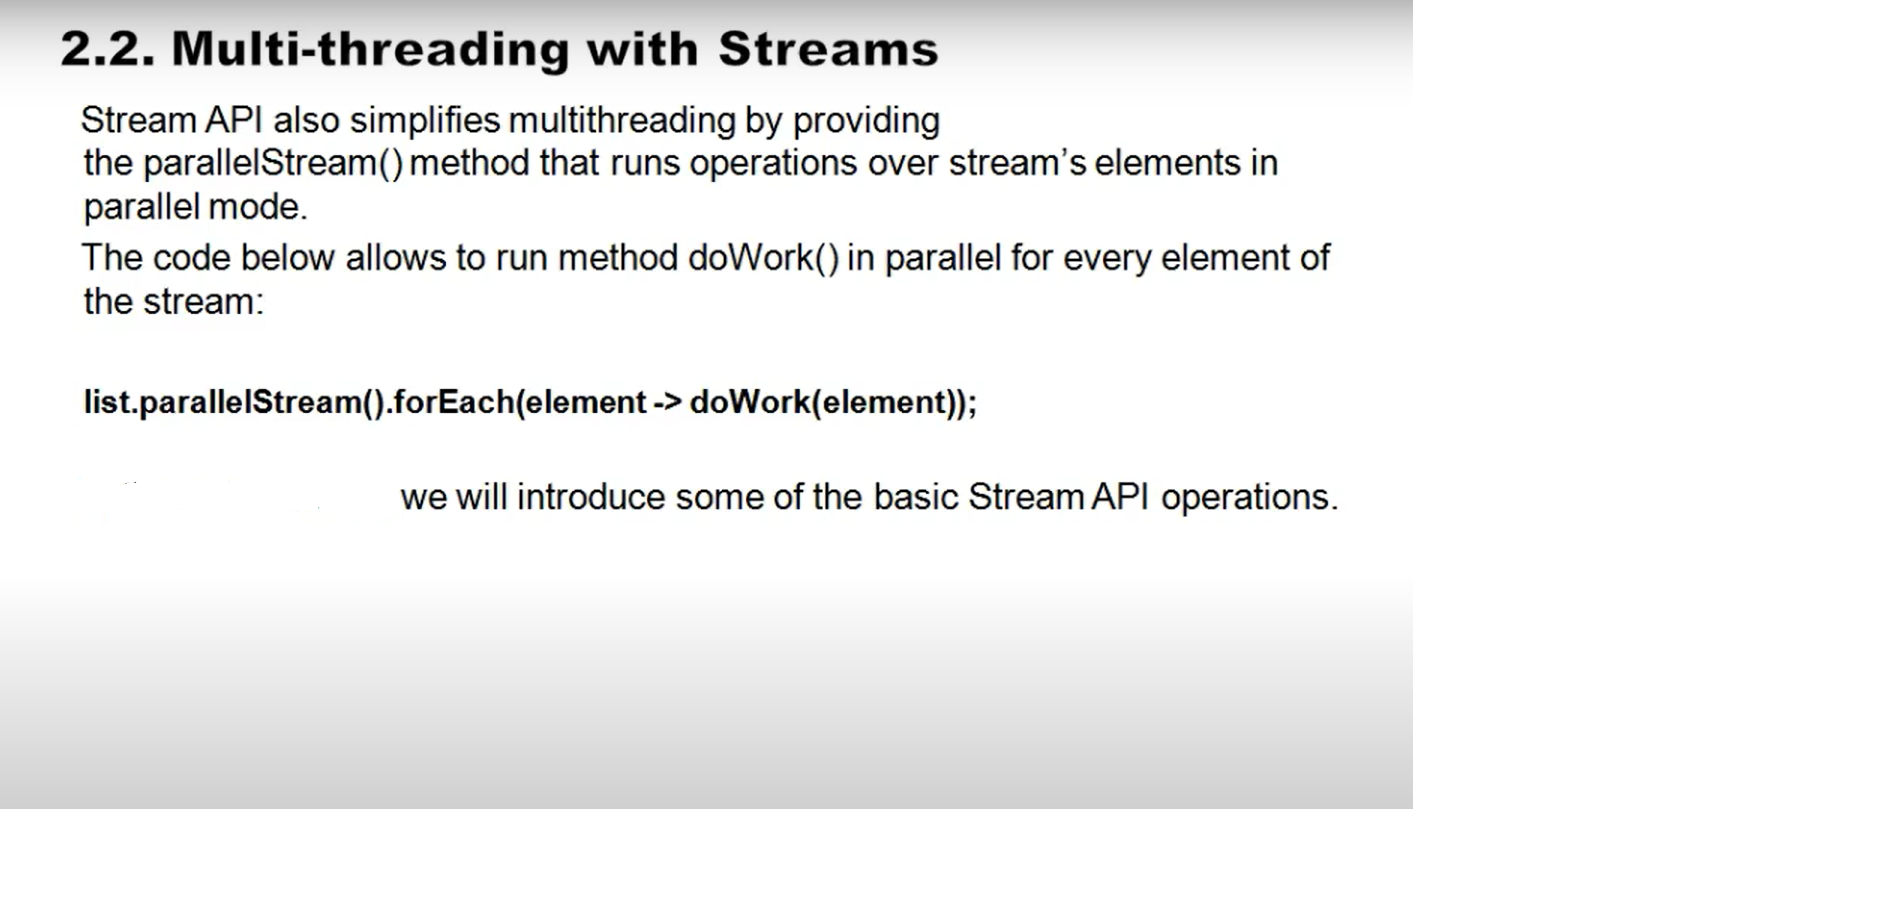 2.2. Multi-threading with Streams
Stream API also simplifies multithreading by providing
the parallelStream() method that runs operations over stream's elements in
parallel mode.
The code below allows to run method doWork() in parallel for every element of
the stream:
list.parallelStream().forEach(element -> doWork(element));
we will introduce some of the basic Stream API operations.